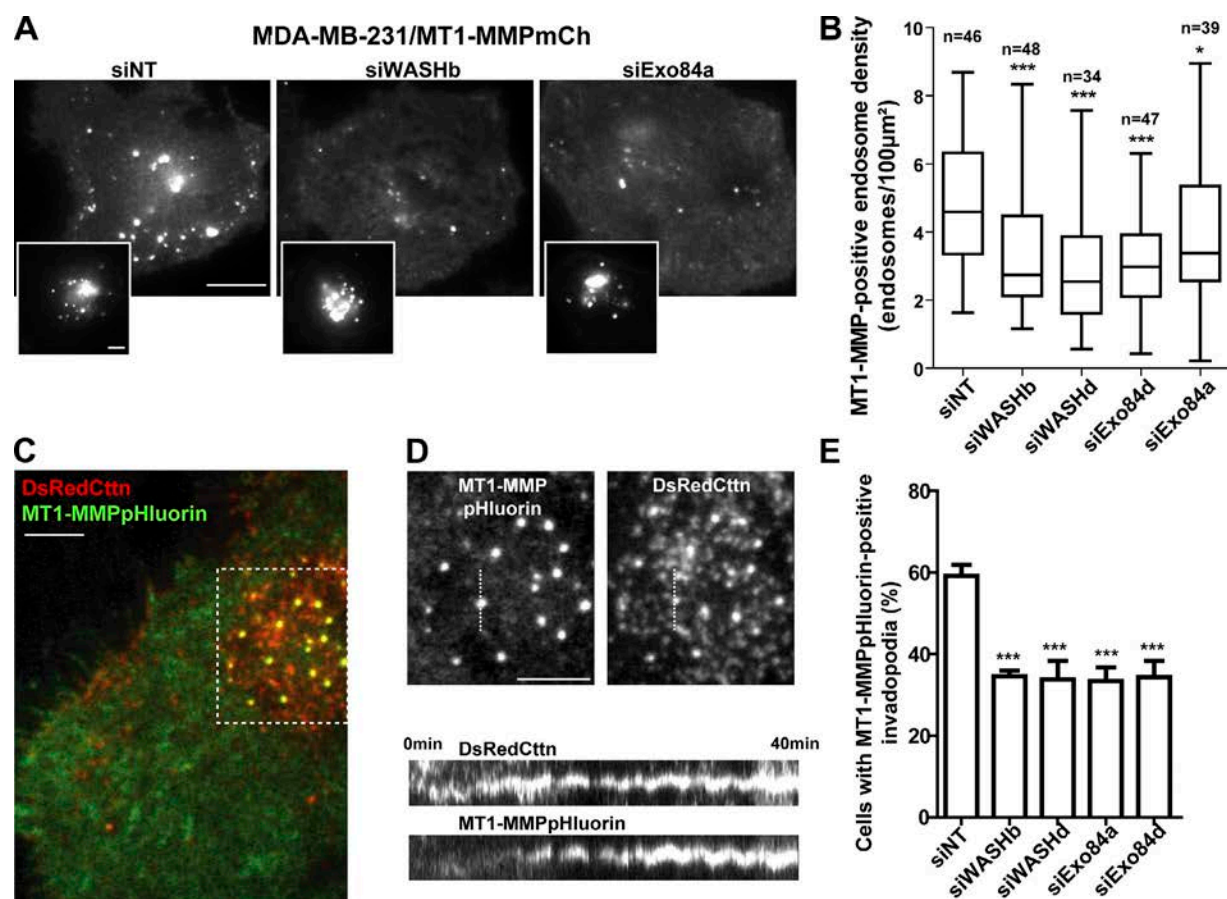 A
MDA-MB-231/MT1-MMPmCh
siNT
siWASHb
siExo84a
B
MT1-MMP-positive endosome density
(endosomes/100µm²)
10
8
6
4
2
0
n=46
n=48
***
n=34
***
n=47
***
n=39
*
siNT
siWASHb
siWASHd
siExo84d
siExo84a
C
DsRedCttn
MT1-MMPpHluorin
D
MT1-MMP
pHluorin
DsRedCttn
0min
DsRedCttn
40min
MT1-MMPpHluorin
E
Cells with MT1-MMPpHluorin-positive
invadopodia (%)
80
60
40
20
0
***
***
***
***
siNT
siWASHb
siWASHd
siExo84a
siExo84d